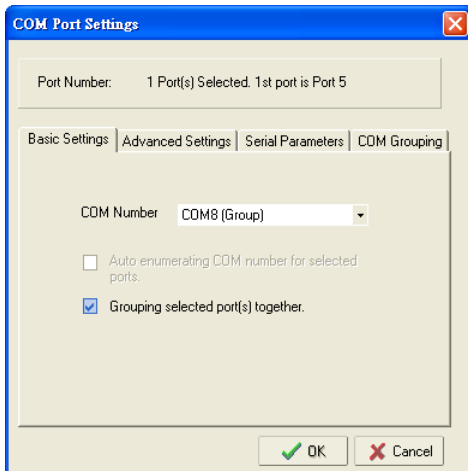 COM Port Settings
Port Number: 1 Port(s) Selected. 1st port is Port 5
Basic Settings Advanced Settings Serial Parameters COM Grouping
COM Number COM8 (Group)
Auto enumerating COM number for selected
ports.
Grouping selected port(s) together.
OK Cancel